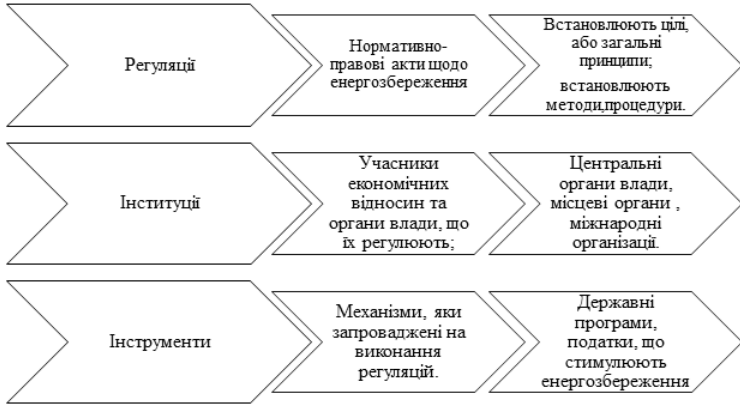 Регуляції
Нормативно-
правові акти щодо
енергозбереження
Встановлюють цілі,
або загальні
принципи;
встановлюють
методи,процедури.
Інституції
Учасники
економічних
відносин та
органи влади, що
їх регулюють;
Центральні
органи влади,
місцеві органи ,
міжнародні
організації.
Інструменти
Механізми, яки
запроваджені на
виконання
регуляцій.
Державні
програми,
податки, що
стимулюють
енергозбереження